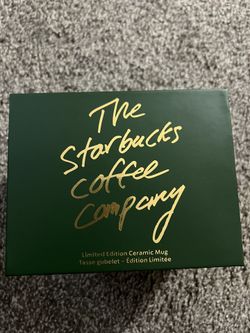 The
Starbucks
Coffee
Company
Limited Edition Ceramic Mug
Tasse gobelet – Édition Limitée